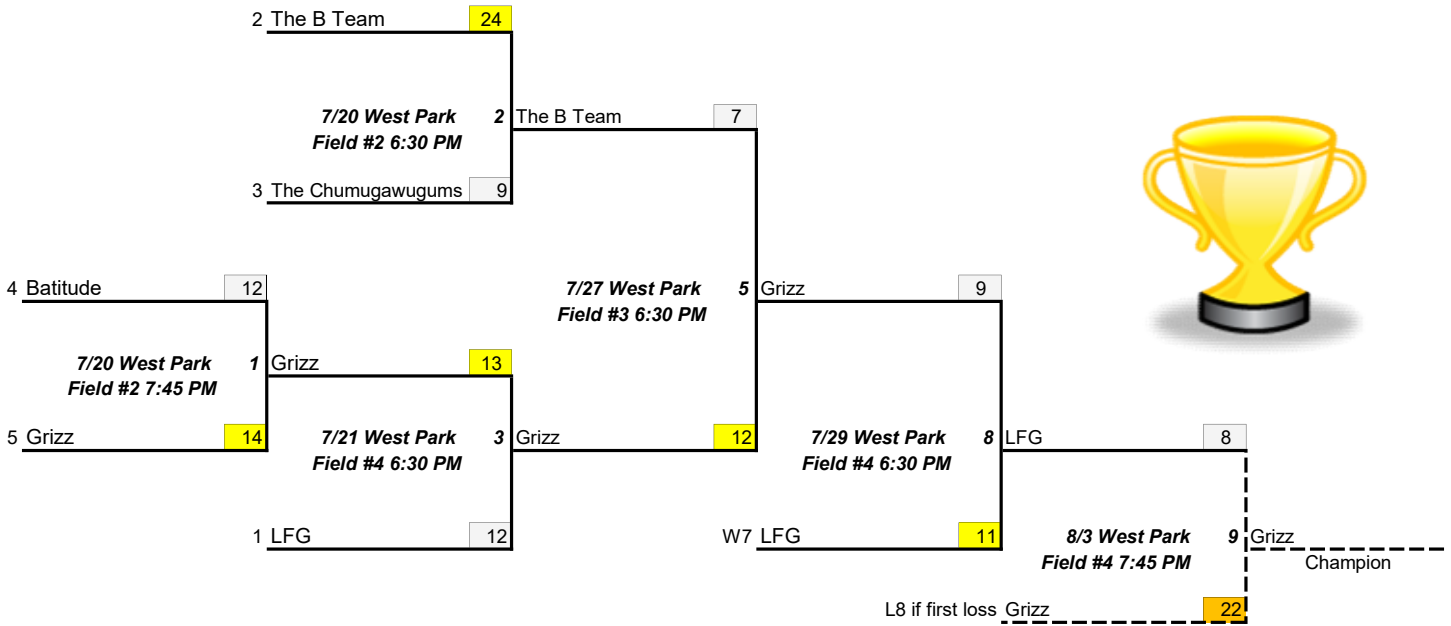 2 The B Team 24
7/20 West Park 2 The B Team 7
Field #2 6:30 PM
3 The Chumugawugums 9
4 Batitude 12
7/27 West Park 5 Grizz 9
Field #3 6:30 PM
7/20 West Park 1 Grizz 13
Field #2 7:45 PM
5 Grizz 14
7/21 West Park 3 Grizz 12
Field #4 6:30 PM
7/29 West Park 8 LFG 8
Field #4 6:30 PM
1 LFG 12
W7 LFG 11
8/3 West Park 9 Grizz
Field #4 7:45 PM
Champion
L8 if first loss Grizz 22